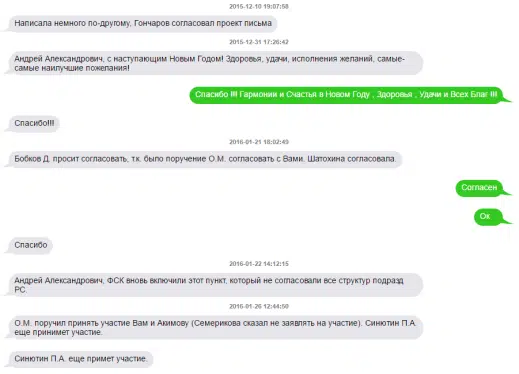 2015-12-10 19:07:58
Написала немного по-другому. Гончаров согласовал проект письма
2015-12-31 17:26:42
Андрей Александрович, с наступающим Новым Годом! Здоровья, удачи, исполнения желаний, самые-
самые наилучшие пожелания!
Спасибо !!!! Гармонии и Счастья в Новом Году , Здоровья , Удачи и Всех Благ !!!!
Спасибо!!!!
2016-01-21 18:02:49
Бобков Д. просит согласовать, т.к. было поручение О.М. согласовать с Вами. Шатохина согласовала.
Согласен
Ок
Спасибо
2016-01-22 14:12:15
Андрей Александрович, ФСК вновь включили этот пункт, который не согласовали все структур подразд
РС.
2016-01-26 12:44:50
О.М. поручил принять участие Вам и Акимову (Семерикова сказал не заявлять на участие). Синютин П.А.
еще принимет участие.
Синютин П.А. еще примет участие.